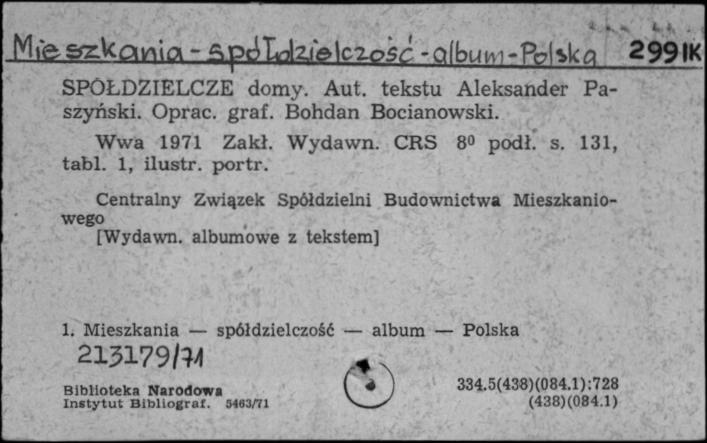 Mieszkania - spółdzielczość - album - Polska 299IK
SPÓŁDZIELCZE domy. Aut. tekstu Aleksander Pa-
szyński. Oprac. graf. Bohdan Bocianowski.
Wwa 1971 Zakł. Wydawn. CRS 8⁰ podł. s. 131,
tabl. 1, ilustr. portr.
Centralny Związek Spółdzielni Budownictwa Mieszkanio-
wego
[Wydawn. albumowe z tekstem]
1. Mieszkania — spółdzielczość — album — Polska
213179/71
Biblioteka Narodowa
Instytut Bibliograf. 5463/71
334.5(438)(084.1):728
(438)(084.1)